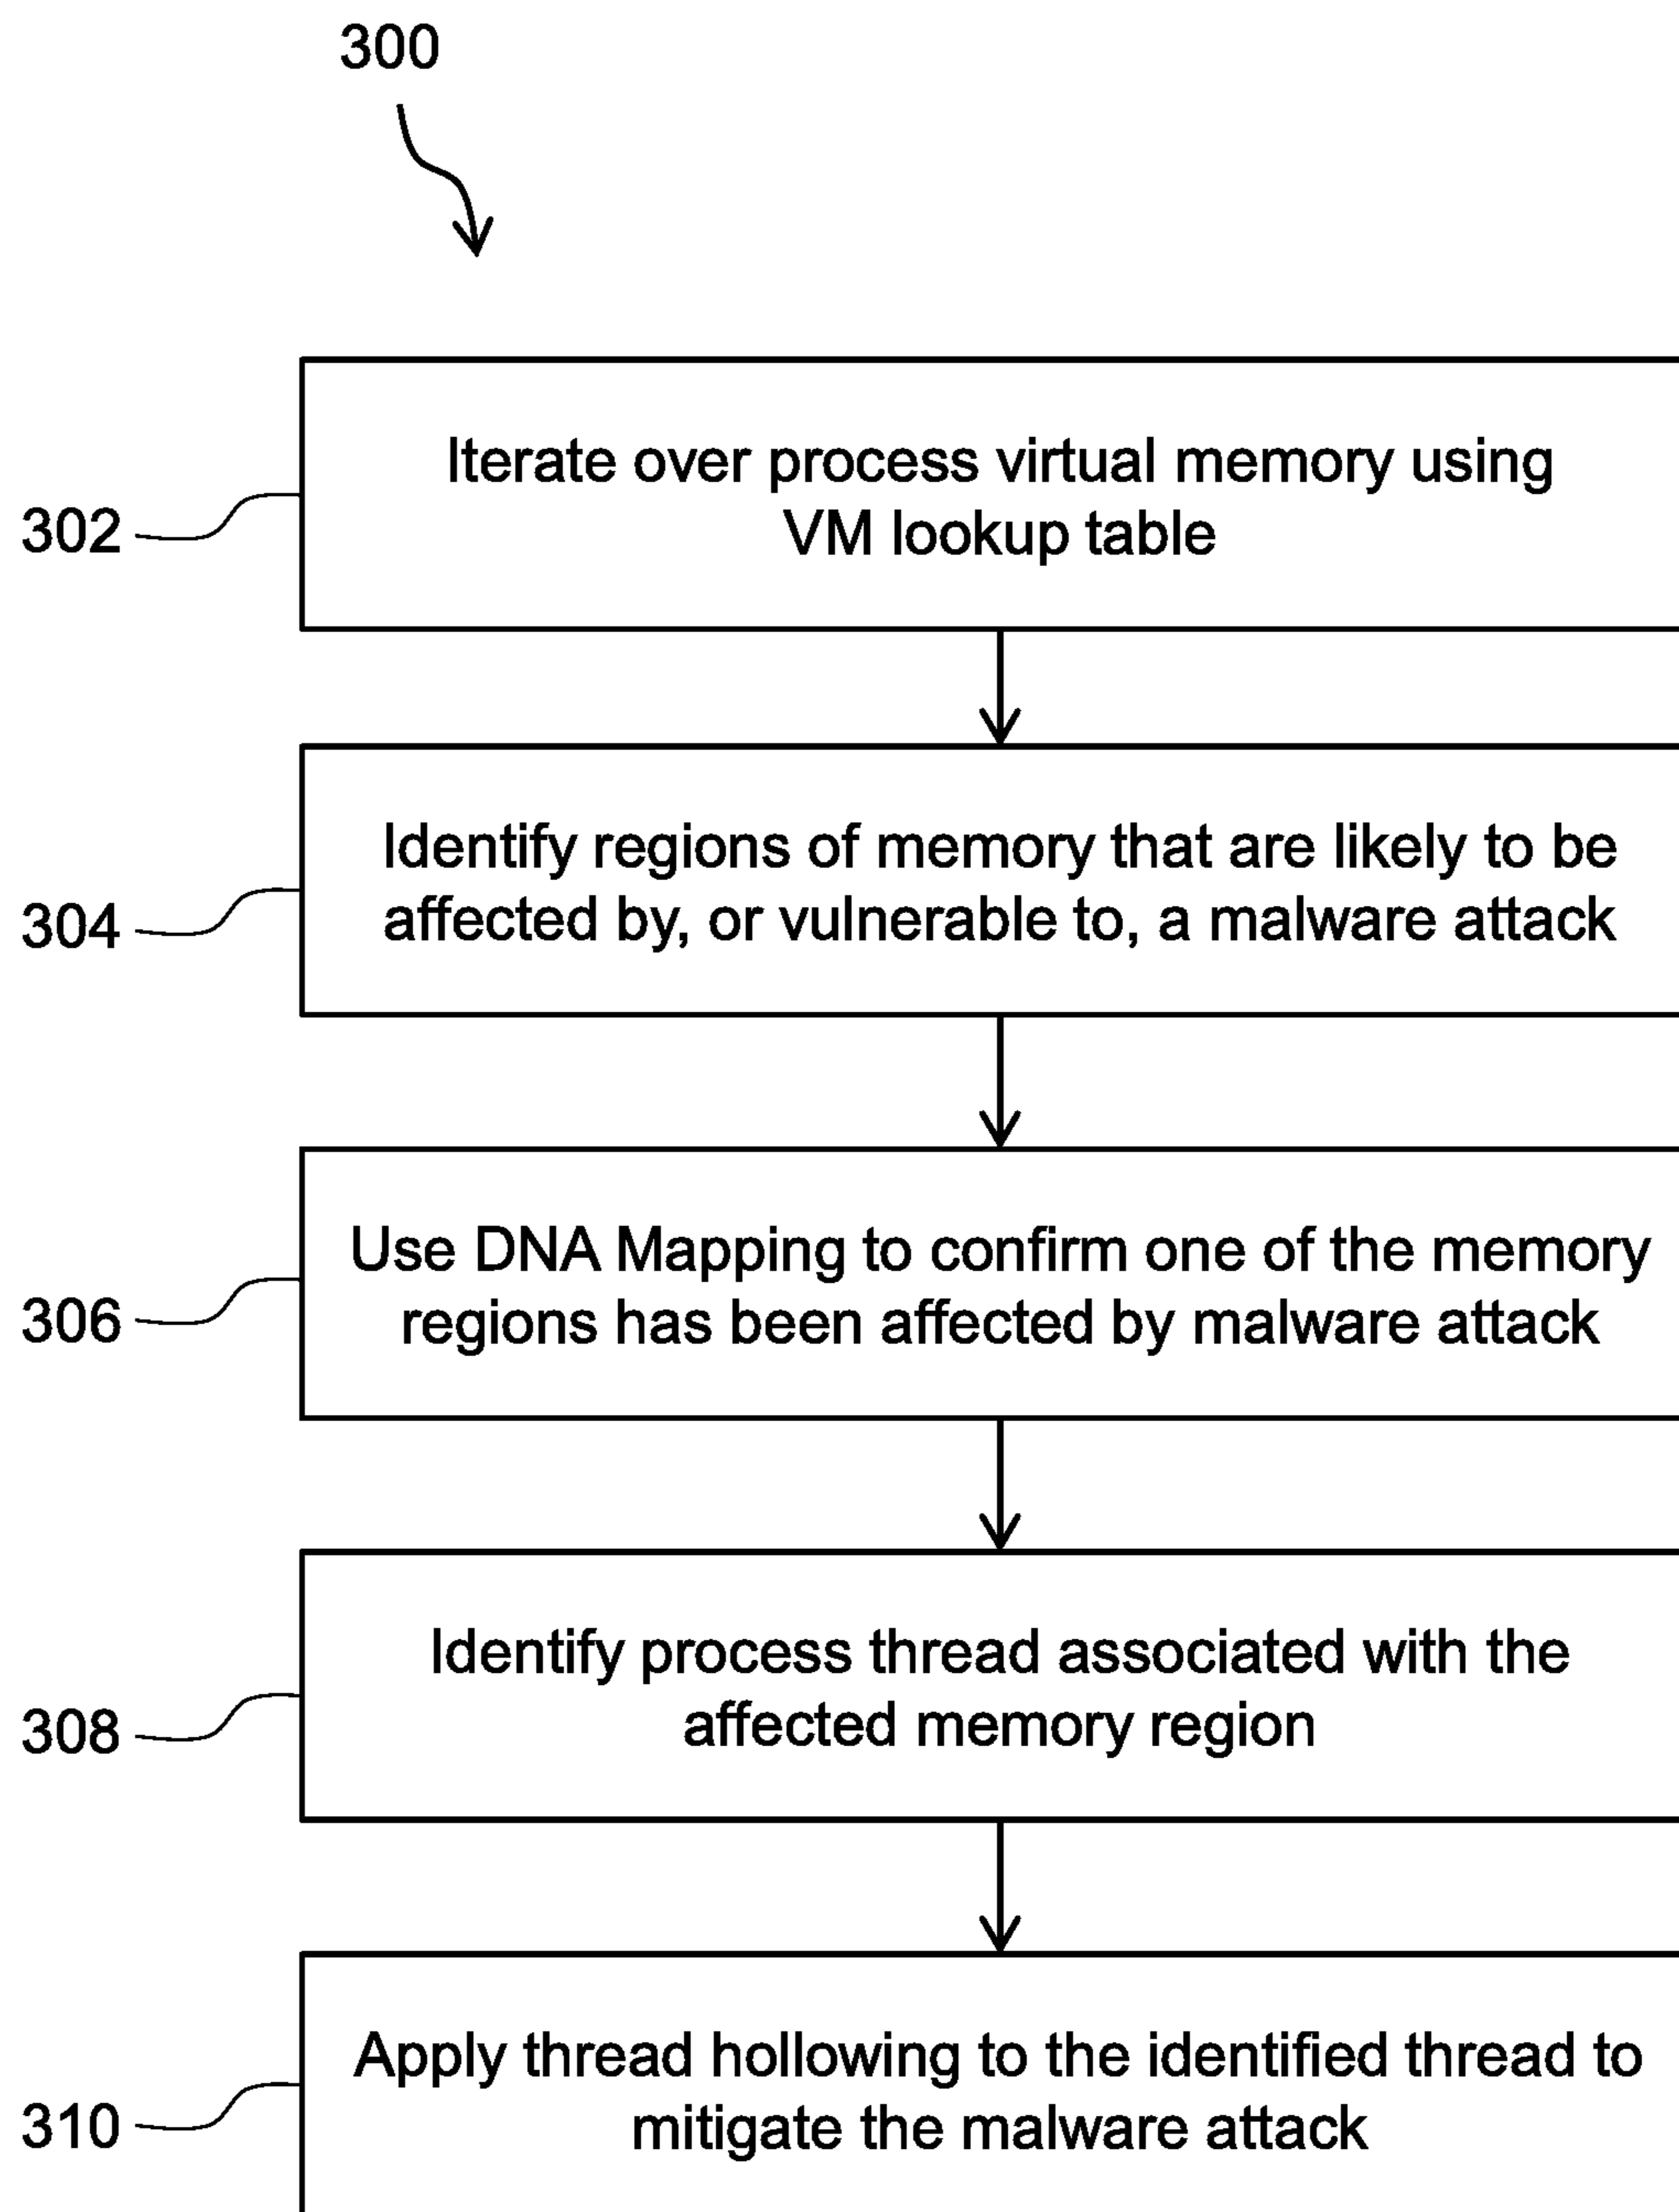 300
Iterate over process virtual memory using
VM lookup table
302
Identify regions of memory that are likely to be
affected by, or vulnerable to, a malware attack
304
Use DNA Mapping to confirm one of the memory
regions has been affected by malware attack
306
Identify process thread associated with the
affected memory region
308
Apply thread hollowing to the identified thread to
mitigate the malware attack
310